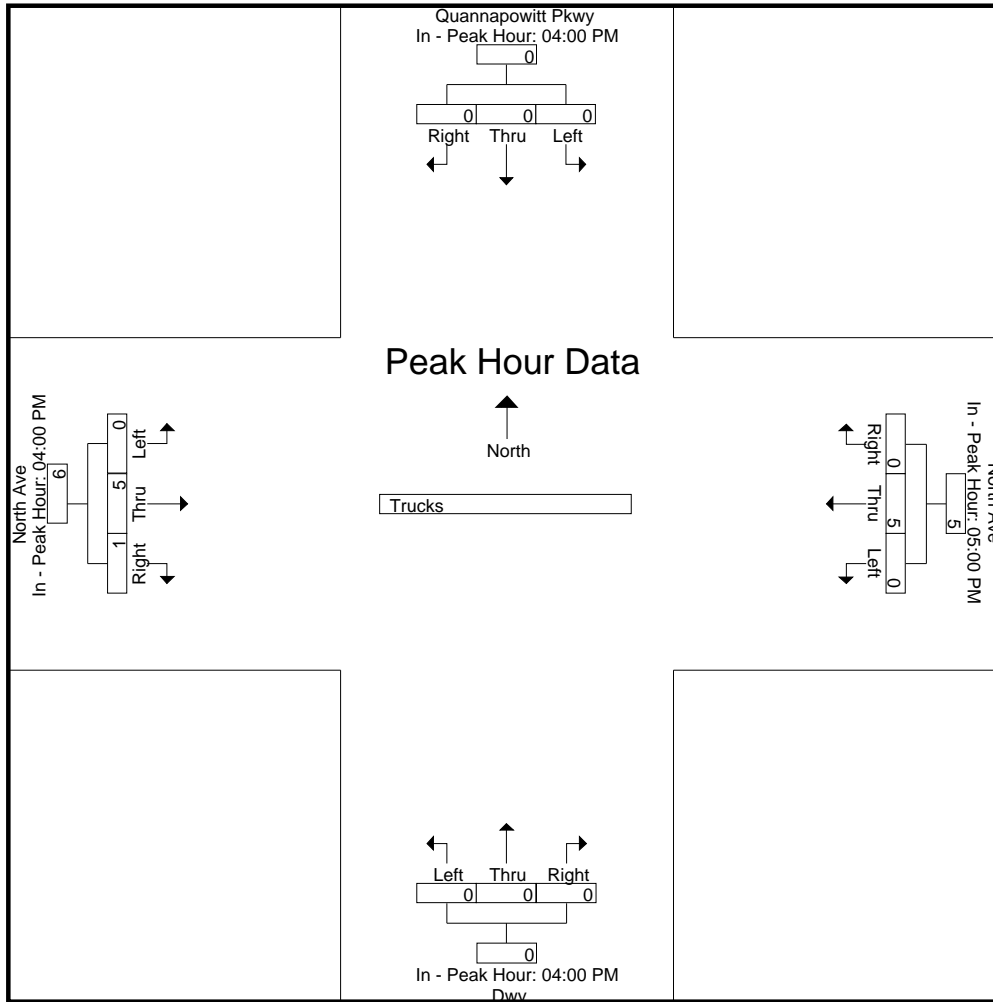 Quannapowitt Pkwy
In - Peak Hour: 04:00 PM
0
0 0 0
Right Thru Left
Peak Hour Data
North
Trucks
North Ave
In - Peak Hour: 04:00 PM
6
0 5 1
Left Thru Right
North Ave
In - Peak Hour: 05:00 PM
5
0 5 0
Right Thru Left
Left Thru Right
0 0 0
0
In - Peak Hour: 04:00 PM
Dwy